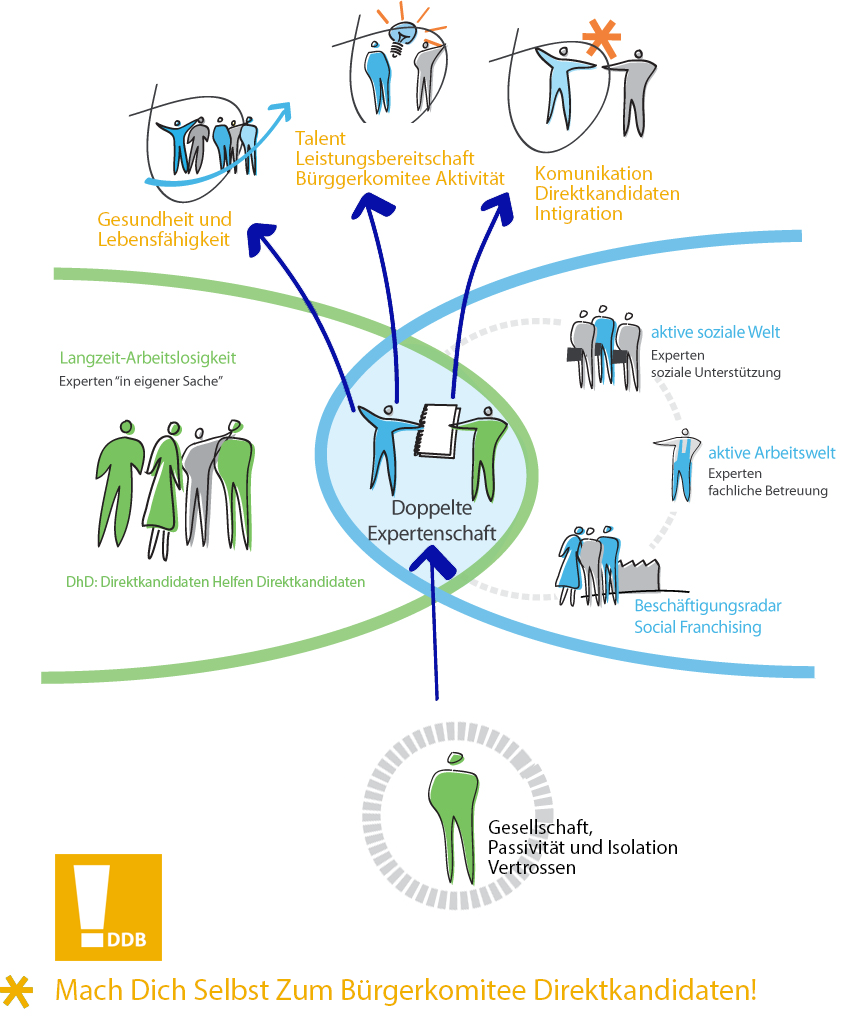 Talent
Leistungsbereitschaft
Bürggerkomitee Aktivität
Komunikation
Direktkandidaten
Intigration
Gesundheit und
Lebensfähigkeit
Langzeit-Arbeitslosigkeit
Experten “in eigener Sache”
aktive soziale Welt
Experten
soziale Unterstützung
aktive Arbeitswelt
Experten
fachliche Betreuung
Doppelte
Expertenschaft
DhD: Direktkandidaten Helfen Direktkandidaten
Beschäftigungsradar
Social Franchising
Gesellschaft,
Passivität und Isolation
Vertrossen
! DDB
* Mach Dich Selbst Zum Bürgerkomitee Direktkandidaten!